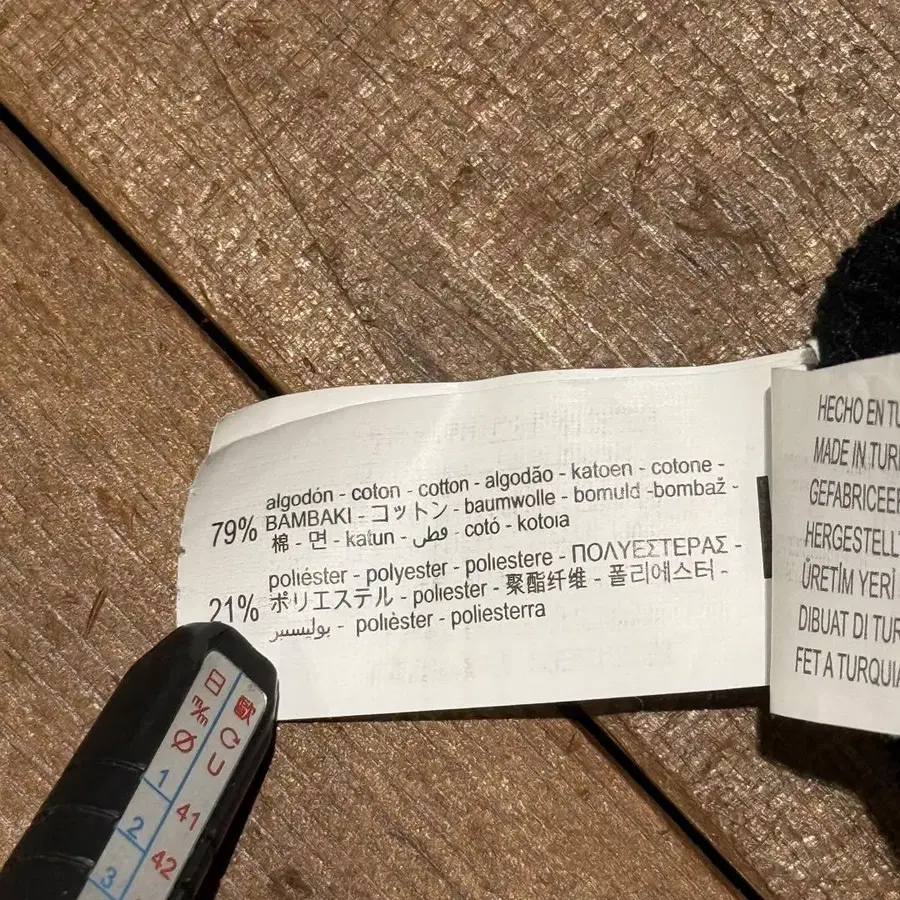 algodón - coton - cotton - algodão - katoen - cotone -
79% BAMBAKI - コットン - baumwolle - bomuld -bombaž -
棉 - 면 - katun - قطن - cotó - kotoia
poliéster - polyester - poliestere - ΠΟΛΥΕΣΤΕΡΑΣ -
21% ポリエステル - poliester - 聚酯纤维 - 폴리에스터 -
بوليستير - polièster - poliesterra
HECHO EN TU
MADE IN TUR
GEFABRICEE
HERGESTELLT
ÜRETİM YERİ
DIBUAT DI TUR
FET A TURQUIA
日 歐
m/m
1 41
2 42
3